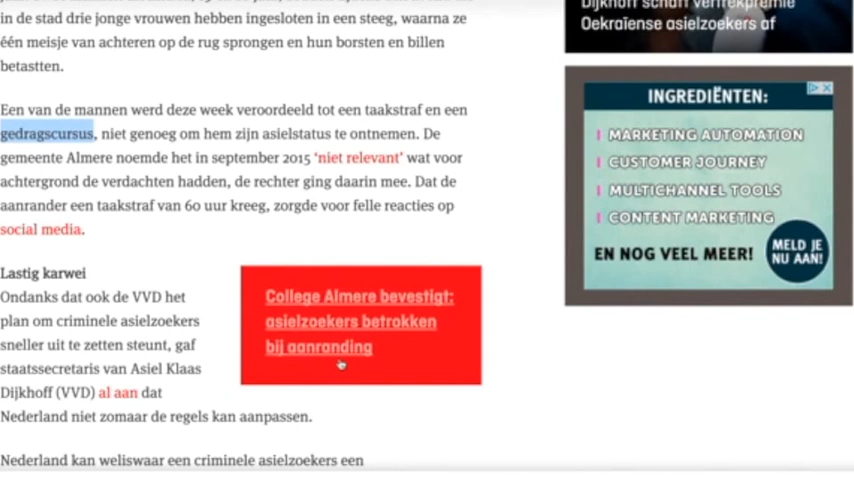 in de stad drie jonge vrouwen hebben ingesloten in een steeg, waarna ze
één meisje van achteren op de rug sprongen en hun borsten en billen
betastten.
Een van de mannen werd deze week veroordeeld tot een taakstraf en een
gedragscursus, niet genoeg om hem zijn asielstatus te ontnemen. De
gemeente Almere noemde het in september 2015 ‘niet relevant’ wat voor
achtergrond de verdachten hadden, de rechter ging daarin mee. Dat de
aanrander een taakstraf van 60 uur kreeg, zorgde voor felle reacties op
social media.
Lastig karwei
Ondanks dat ook de VVD het
plan om criminele asielzoekers
sneller uit te zetten steunt, gaf
staatssecretaris van Asiel Klaas
Dijkhoff (VVD) al aan dat
Nederland niet zomaar de regels kan aanpassen.
Nederland kan weliswaar een criminele asielzoekers een
College Almere bevestigt:
asielzoekers betrokken
bij aanranding
Dijkhoff schaft vertrekpremie
Oekraïense asielzoekers af
INGREDIËNTEN:
MARKETING AUTOMATION
CUSTOMER JOURNEY
MULTICHANNEL TOOLS
CONTENT MARKETING
EN NOG VEEL MEER!
MELD JE
NU AAN!